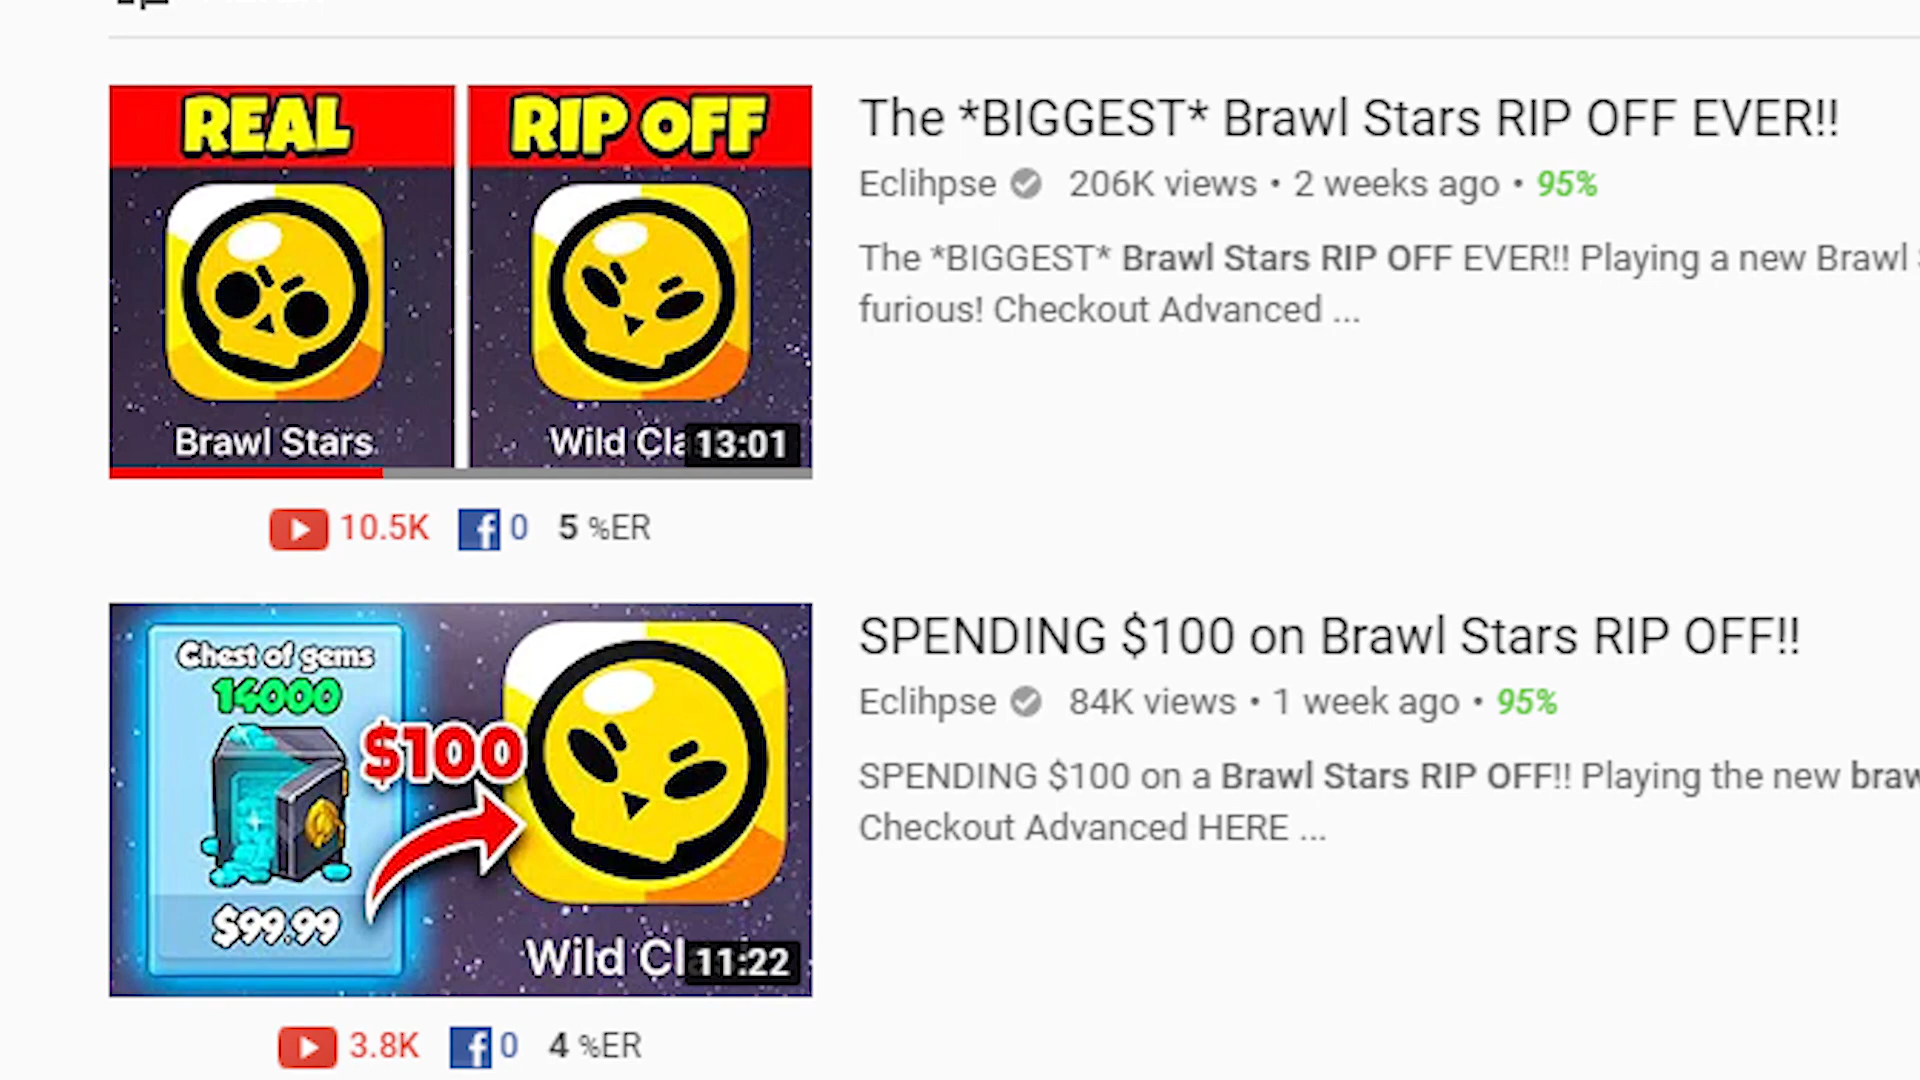 REAL
RIP OFF
Brawl Stars
Wild Cla
13:01
The *BIGGEST* Brawl Stars RIP OFF EVER!!
Eclihpse 206K views • 2 weeks ago • 95%
The *BIGGEST* Brawl Stars RIP OFF EVER!! Playing a new Brawl
furious! Checkout Advanced ...
10.5K f 0 5 %ER
Chest of gems
14000
$100
$99.99
Wild Cl
11:22
SPENDING $100 on Brawl Stars RIP OFF!!
Eclihpse 84K views • 1 week ago • 95%
SPENDING $100 on a Brawl Stars RIP OFF!! Playing the new braw
Checkout Advanced HERE ...
3.8K f 0 4 %ER